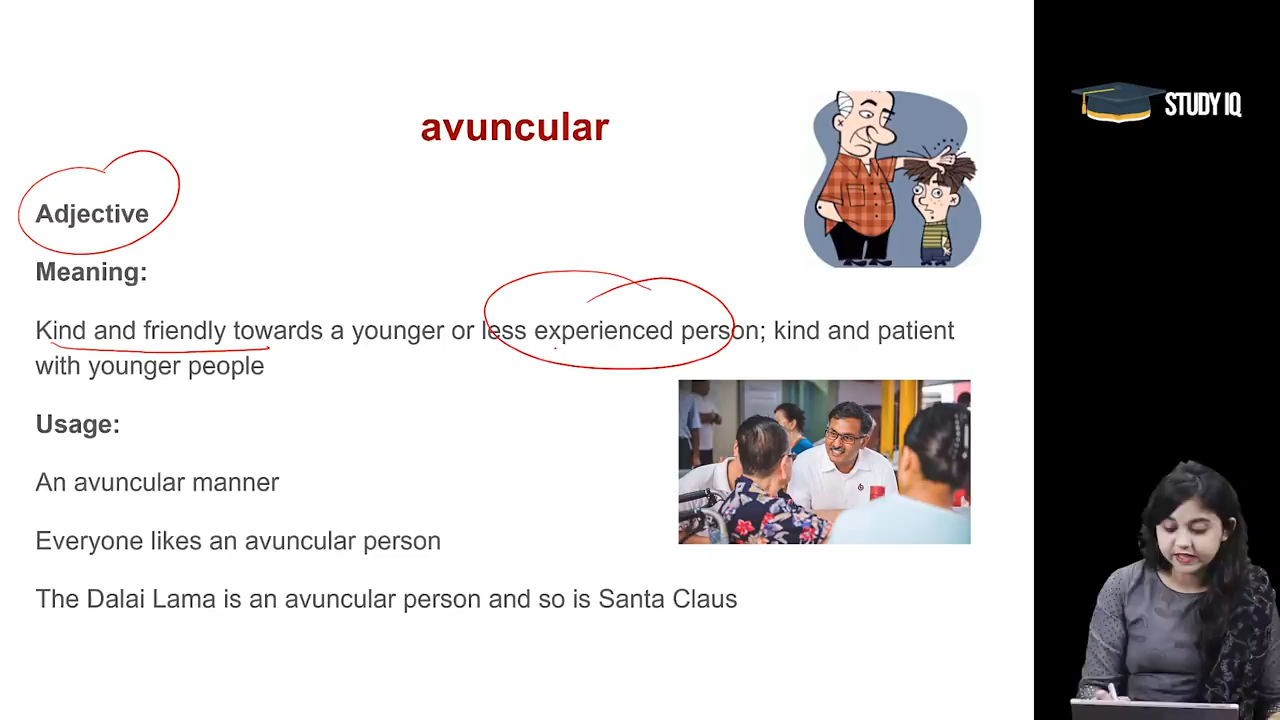 avuncular
STUDY IQ
Adjective
Meaning:
Kind and friendly towards a younger or less experienced person; kind and patient
with younger people
Usage:
An avuncular manner
Everyone likes an avuncular person
The Dalai Lama is an avuncular person and so is Santa Claus